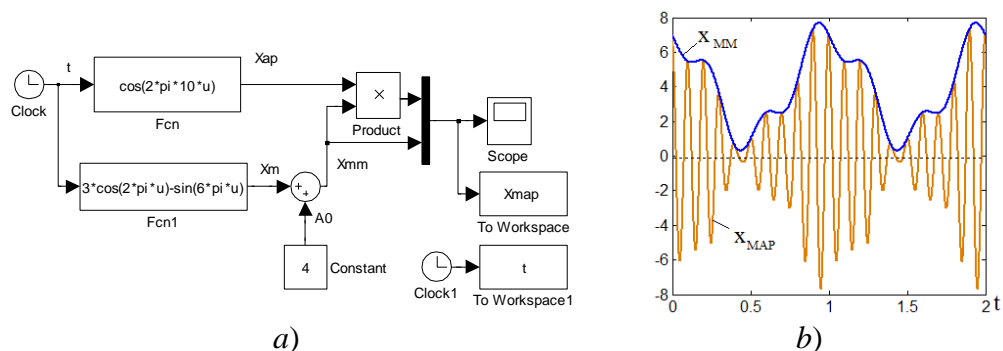 t
Clock
cos(2*pi*10*u)
Fcn
Xap
×
Product
3*cos(2*pi*u)-sin(6*pi*u)
Fcn1
Xm
+
+
Xmm
A0
4
Constant
Scope
Xmap
To Workspace
Clock1
t
To Workspace1
a)
8
6
4
2
0
-2
-4
-6
-8
x MM
x MAP
0
0.5
1
1.5
2
t
b)